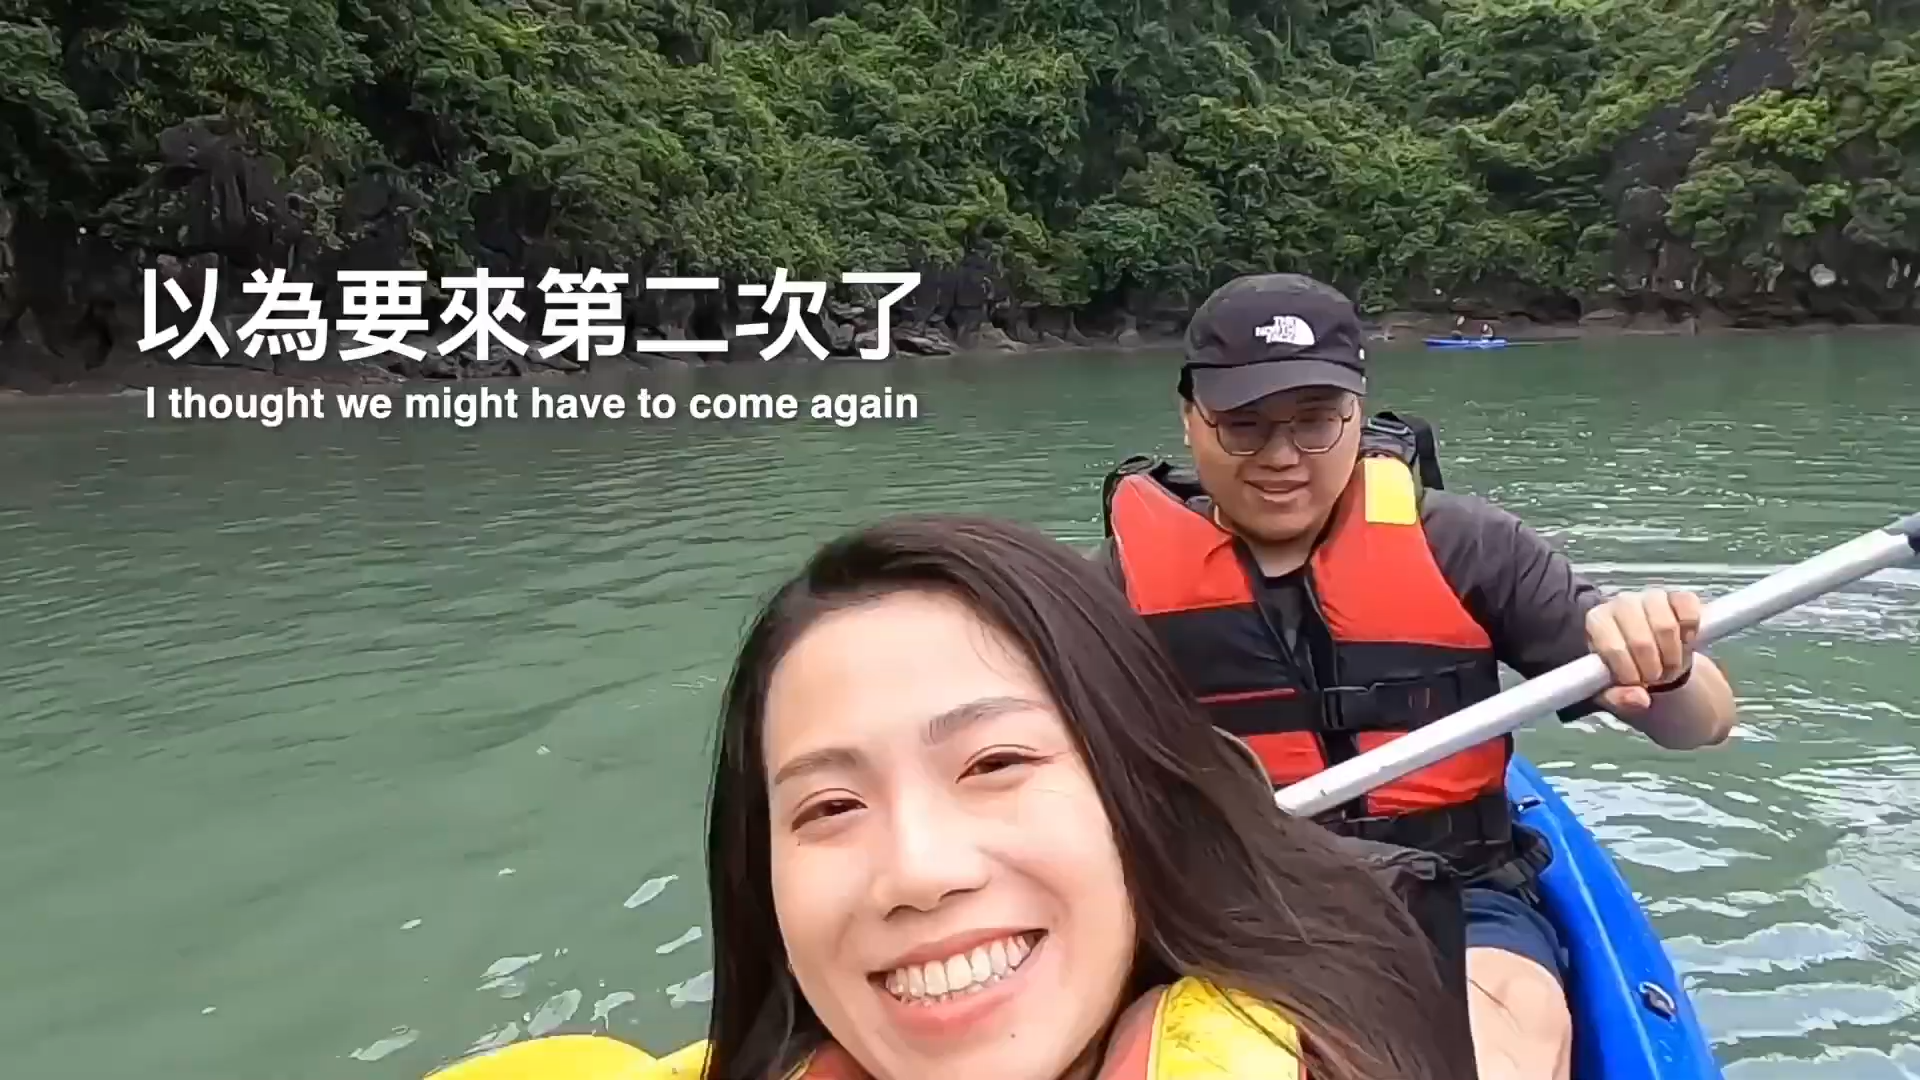 以為要來第二次了
I thought we might have to come again
THE
NORTH
FACE